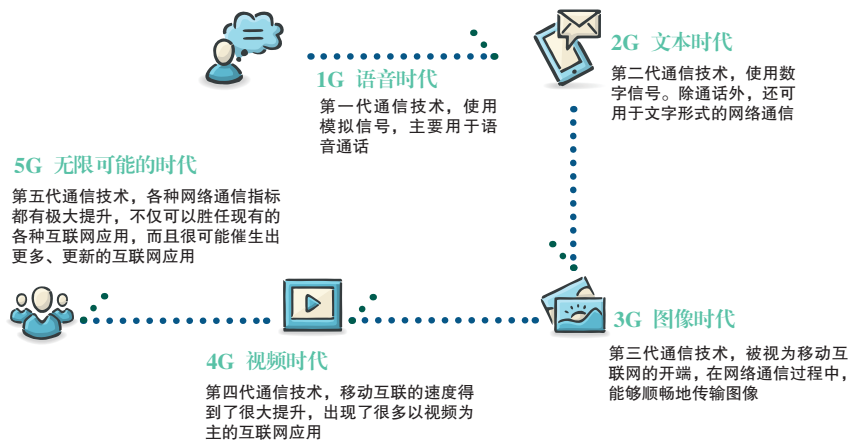 1G 语音时代
第一代通信技术，使用
模拟信号，主要用于语
音通话
2G 文本时代
第二代通信技术，使用数
字信号。除通话外，还可
用于文字形式的网络通信
3G 图像时代
第三代通信技术，被视为移动互
联网的开端，在网络通信过程中，
能够顺畅地传输图像
4G 视频时代
第四代通信技术，移动互联的速度得
到了很大提升，出现了很多以视频为
主的互联网应用
5G 无限可能的时代
第五代通信技术，各种网络通信指标
都有极大提升，不仅可以胜任现有的
各种互联网应用，而且很可能催生出
更多、更新的互联网应用